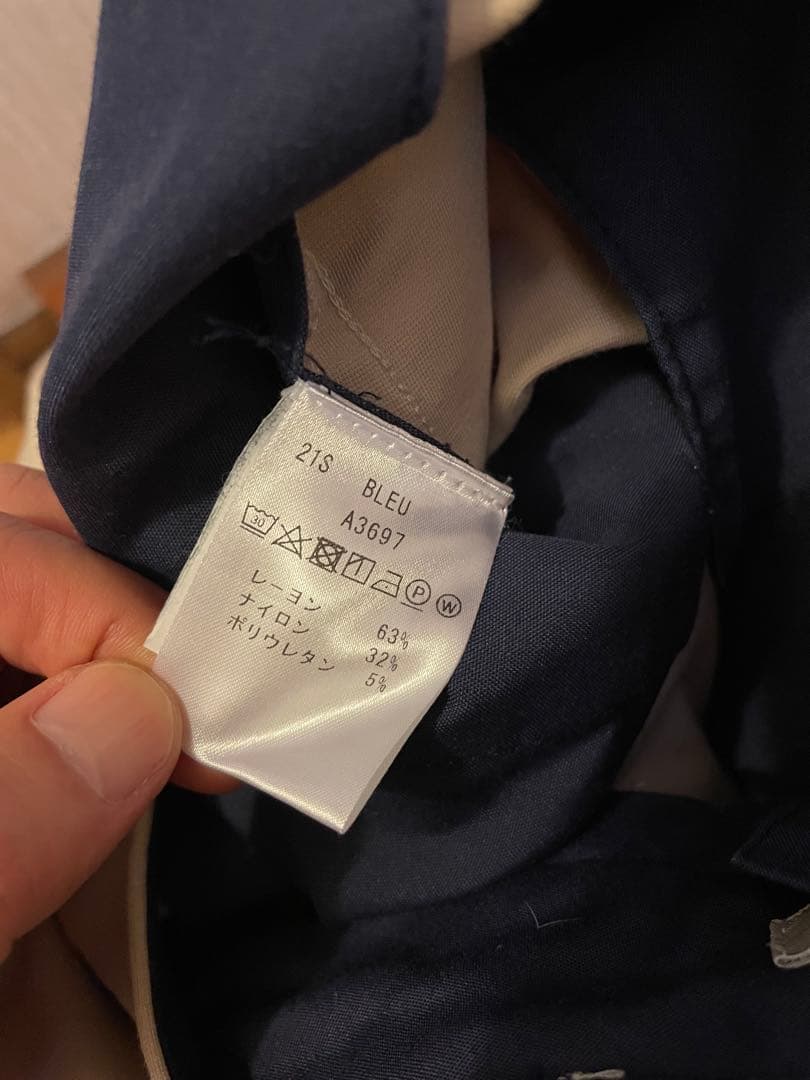 21S BLEU
A3697
30 P W
レーヨン 63%
ナイロン 32%
ポリウレタン 5%